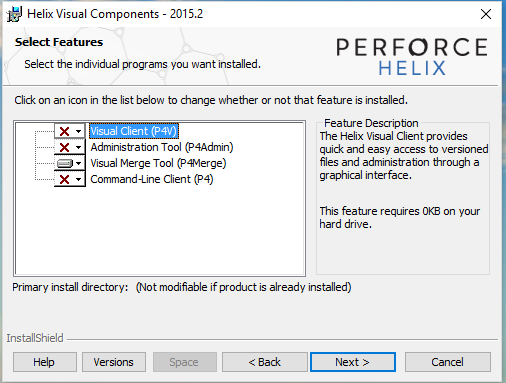 Helix Visual Components - 2015.2
Select Features
Select the individual programs you want installed.
PERFORCE
HELIX
Click on an icon in the list below to change whether or not that feature is installed.
Visual Client (P4V)
Administration Tool (P4Admin)
Visual Merge Tool (P4Merge)
Command-Line Client (P4)
Feature Description
The Helix Visual Client provides
quick and easy access to versioned
files and administration through a
graphical interface.
This feature requires 0KB on your
hard drive.
Primary install directory: (Not modifiable if product is already installed)
InstallShield
Help
Versions
Space
< Back
Next >
Cancel